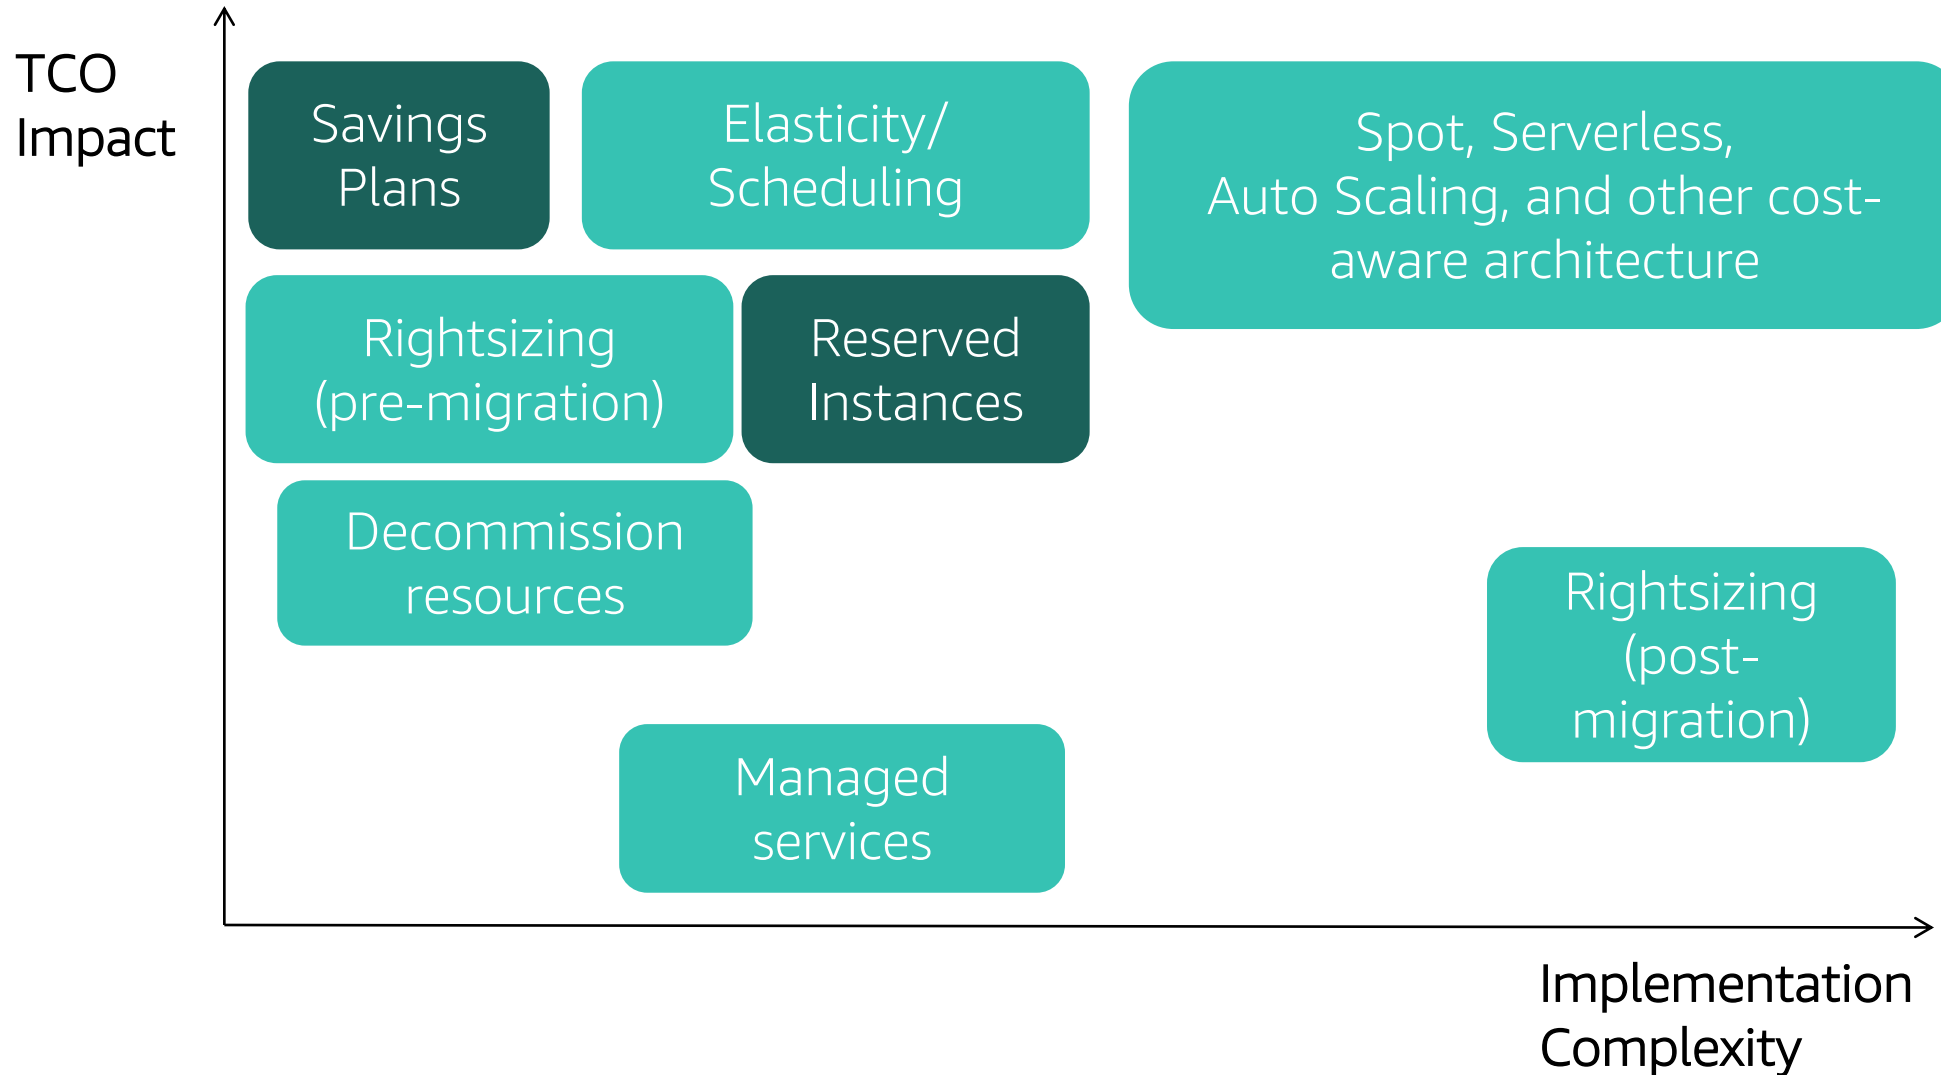 TCO
Impact
Savings
Plans
Elasticity/
Scheduling
Spot, Serverless,
Auto Scaling, and other cost-
aware architecture
Rightsizing
(pre-migration)
Reserved
Instances
Decommission
resources
Rightsizing
(post-
migration)
Managed
services
Implementation
Complexity